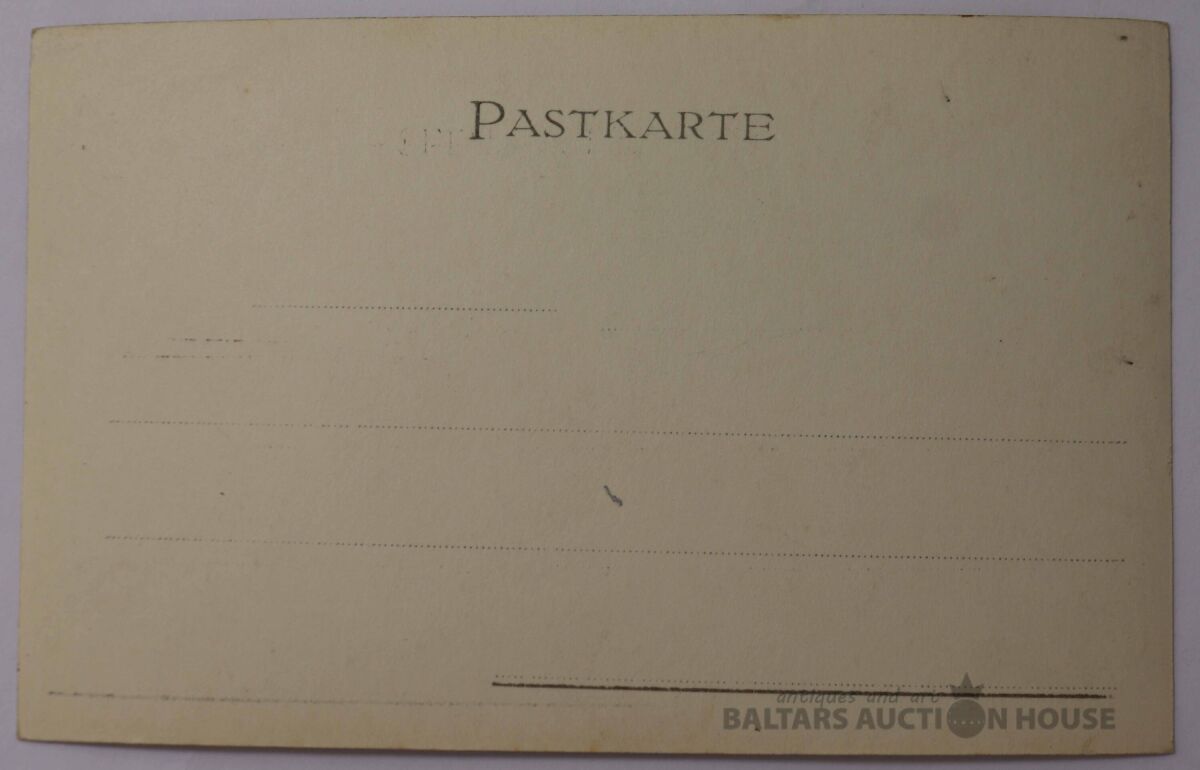 PASTKARTE
antiques and art
BALTARS AUCTION HOUSE